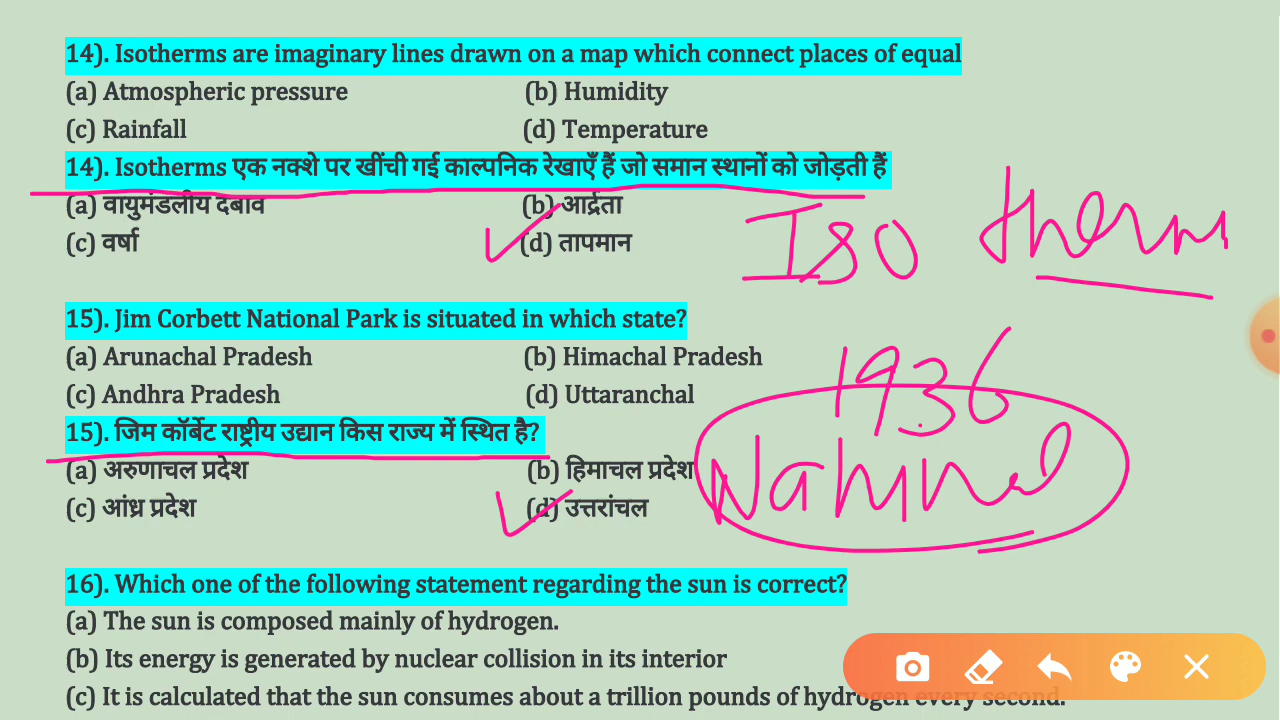 14). Isotherms are imaginary lines drawn on a map which connect places of equal
(a) Atmospheric pressure (b) Humidity
(c) Rainfall (d) Temperature
14). Isotherms एक नक्शे पर खींची गई काल्पनिक रेखाएँ हैं जो समान स्थानों को जोड़ती हैं
(a) वायुमंडलीय दबाव (b) आर्द्रता
(c) वर्षा (d) तापमान
Iso therm
15). Jim Corbett National Park is situated in which state?
(a) Arunachal Pradesh (b) Himachal Pradesh
(c) Andhra Pradesh (d) Uttaranchal
1936
15). जिम कॉर्बेट राष्ट्रीय उद्यान किस राज्य में स्थित है?
(a) अरुणाचल प्रदेश (b) हिमाचल प्रदेश
(c) आंध्र प्रदेश (d) उत्तरांचल
16). Which one of the following statement regarding the sun is correct?
(a) The sun is composed mainly of hydrogen.
(b) Its energy is generated by nuclear collision in its interior
(c) It is calculated that the sun consumes about a trillion pounds of hydrogen every second.